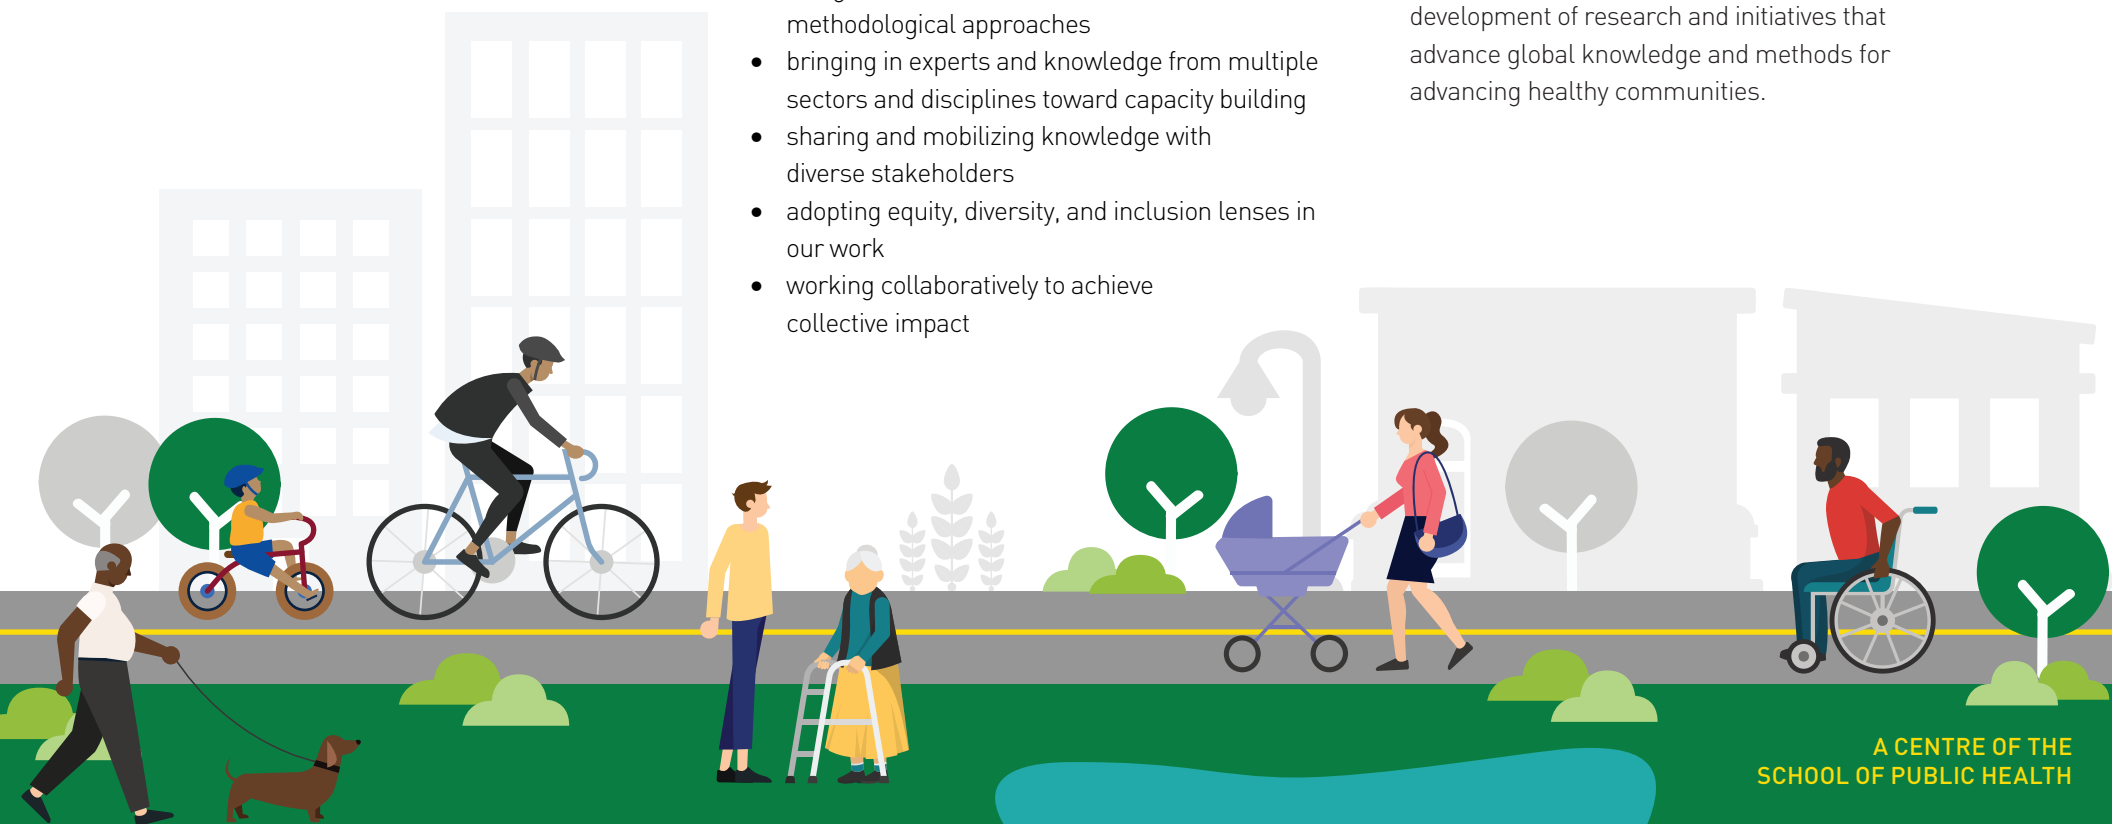 methodological approaches
• bringing in experts and knowledge from multiple
sectors and disciplines toward capacity building
• sharing and mobilizing knowledge with
diverse stakeholders
• adopting equity, diversity, and inclusion lenses in
our work
• working collaboratively to achieve
collective impact
development of research and initiatives that
advance global knowledge and methods for
advancing healthy communities.
A CENTRE OF THE
SCHOOL OF PUBLIC HEALTH